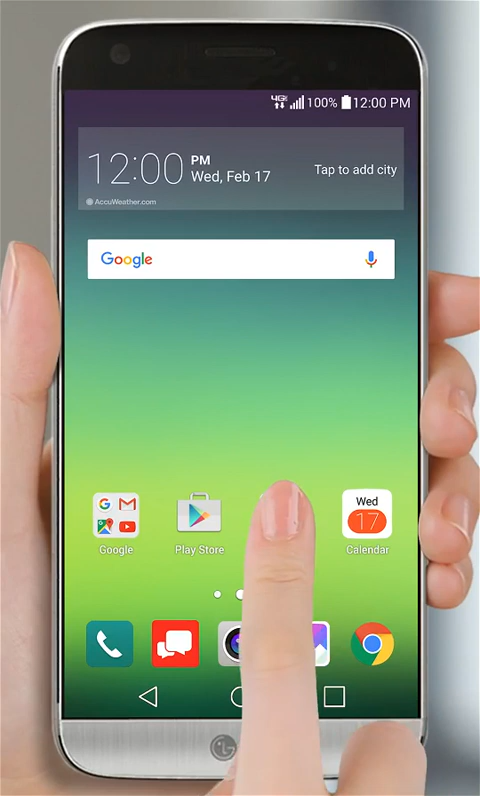 4G 100% 12:00 PM
12:00 PM
Wed, Feb 17
Tap to add city
AccuWeather.com
Google
G M
Google
Play Store
Wed
17
Calendar
LG